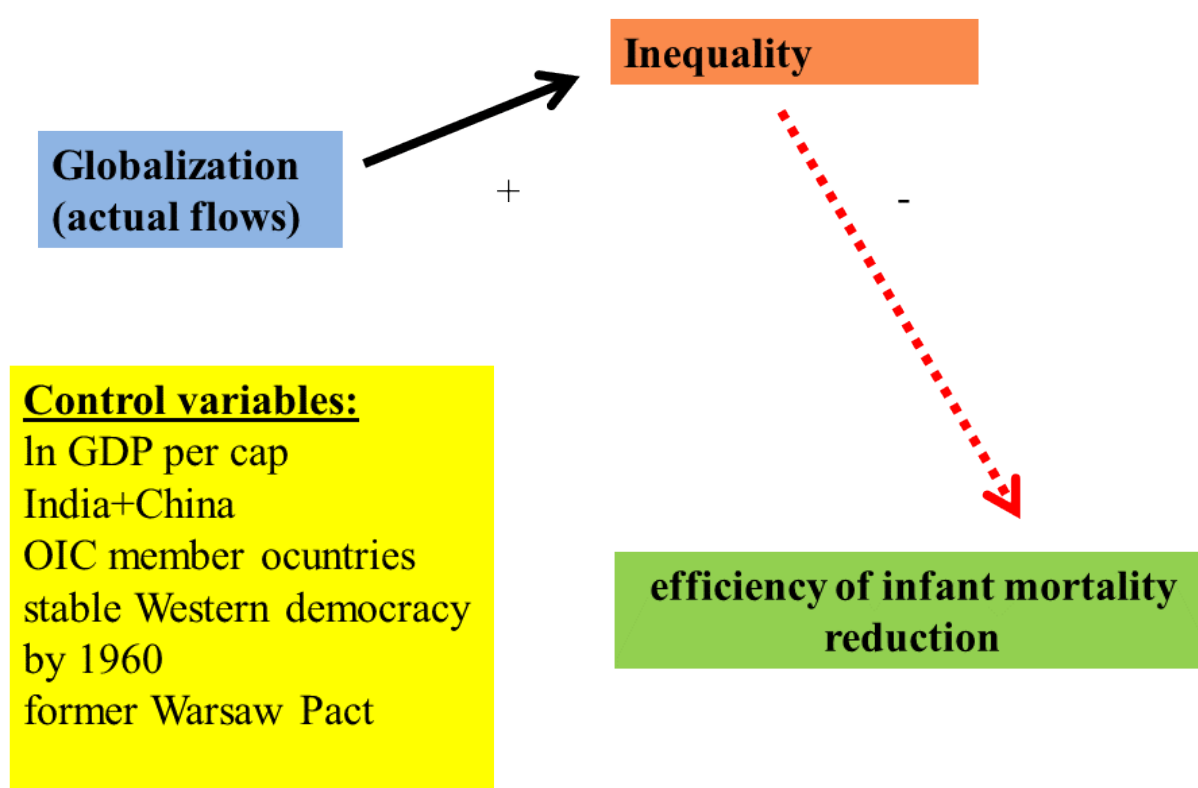 Inequality
Globalization
(actual flows)
+
-
Control variables:
ln GDP per cap
India+China
OIC member ocuntries
stable Western democracy
by 1960
former Warsaw Pact
efficiency of infant mortality
reduction